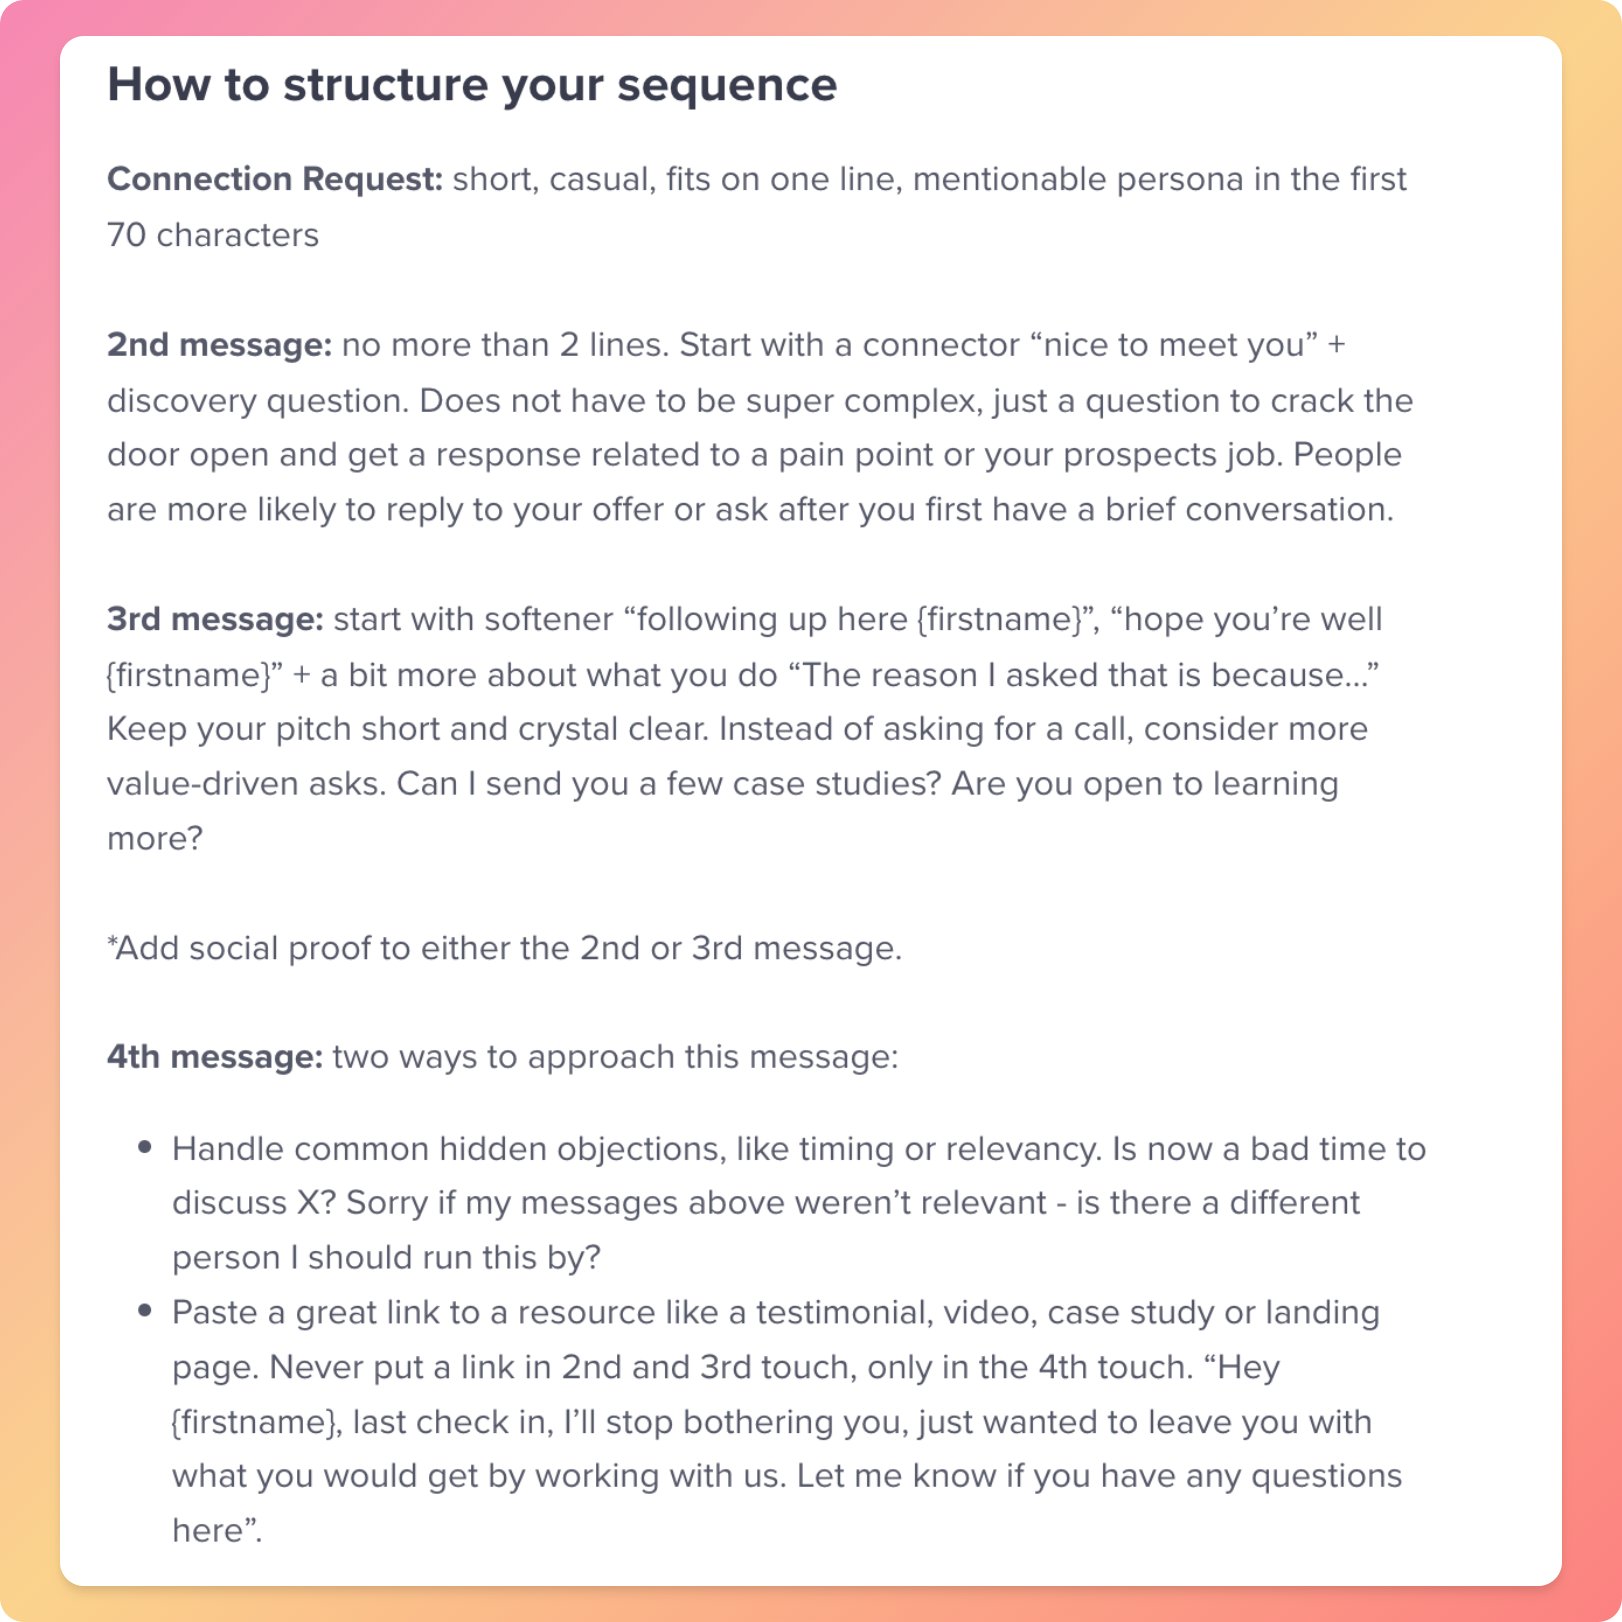 How to structure your sequence
Connection Request: short, casual, fits on one line, mentionable persona in the first
70 characters
2nd message: no more than 2 lines. Start with a connector “nice to meet you” +
discovery question. Does not have to be super complex, just a question to crack the
door open and get a response related to a pain point or your prospects job. People
are more likely to reply to your offer or ask after you first have a brief conversation.
3rd message: start with softener “following up here {firstname}”, “hope you’re well
{firstname}” + a bit more about what you do “The reason I asked that is because...”
Keep your pitch short and crystal clear. Instead of asking for a call, consider more
value-driven asks. Can I send you a few case studies? Are you open to learning
more?
*Add social proof to either the 2nd or 3rd message.
4th message: two ways to approach this message:
• Handle common hidden objections, like timing or relevancy. Is now a bad time to
discuss X? Sorry if my messages above weren’t relevant - is there a different
person I should run this by?
• Paste a great link to a resource like a testimonial, video, case study or landing
page. Never put a link in 2nd and 3rd touch, only in the 4th touch. “Hey
{firstname}, last check in, I’ll stop bothering you, just wanted to leave you with
what you would get by working with us. Let me know if you have any questions
here”.